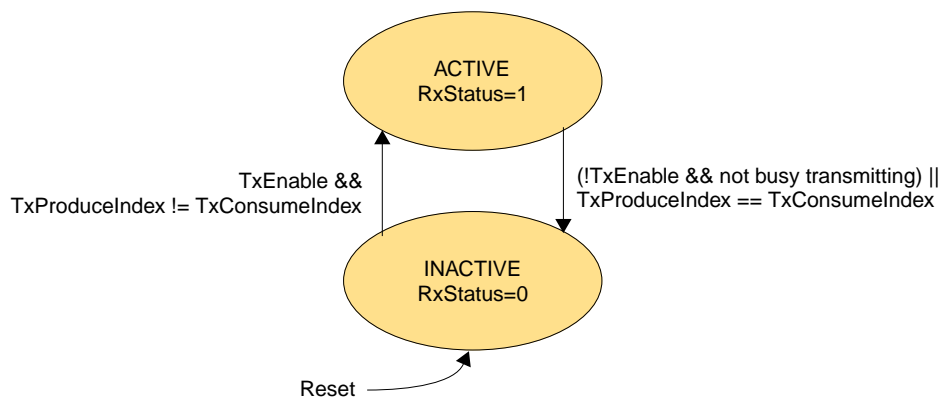 ACTIVE
RxStatus=1
TxEnable &&
TxProduceIndex != TxConsumeIndex
(!TxEnable && not busy transmitting) ||
TxProduceIndex == TxConsumeIndex
INACTIVE
RxStatus=0
Reset